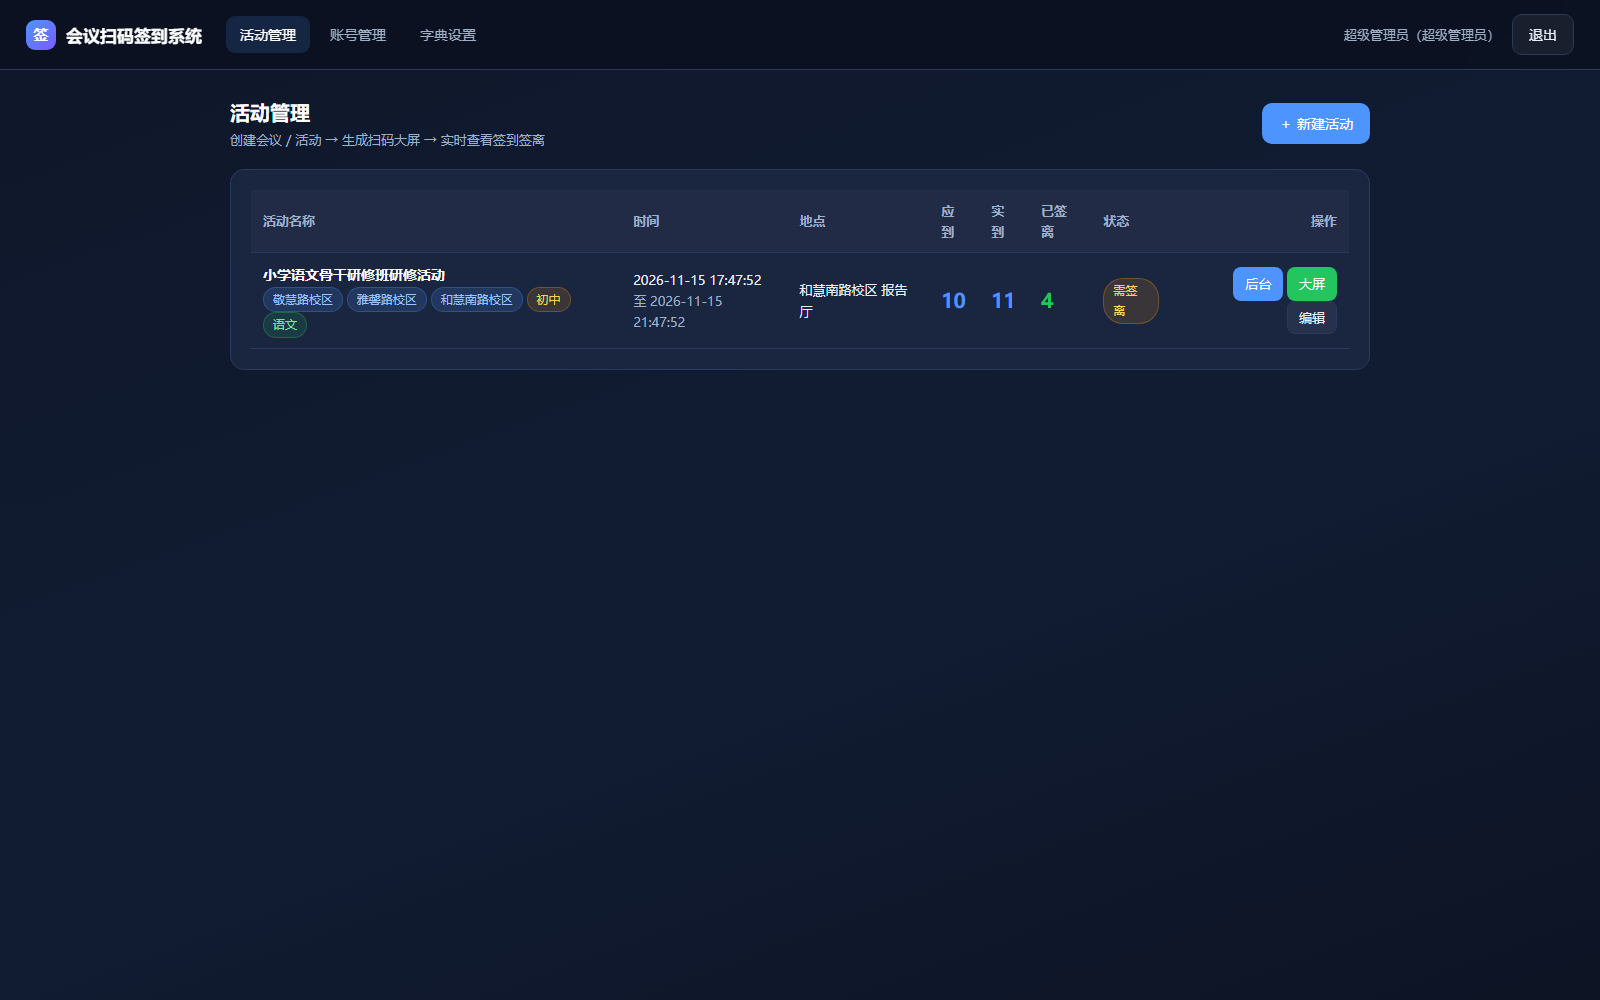 签 会议扫码签到系统 活动管理 账号管理 字典设置 超级管理员（超级管理员） 退出
活动管理
创建会议 / 活动 → 生成扫码大屏 → 实时查看签到签离
+ 新建活动
活动名称 时间 地点 应到 实到 已签离 状态 操作
小学语文骨干研修班研修活动
敬慧路校区 雅馨路校区 和慧南路校区 初中
语文
2026-11-15 17:47:52
至 2026-11-15
21:47:52
和慧南路校区 报告
厅
10 11 4
需签
离
后台 大屏
编辑